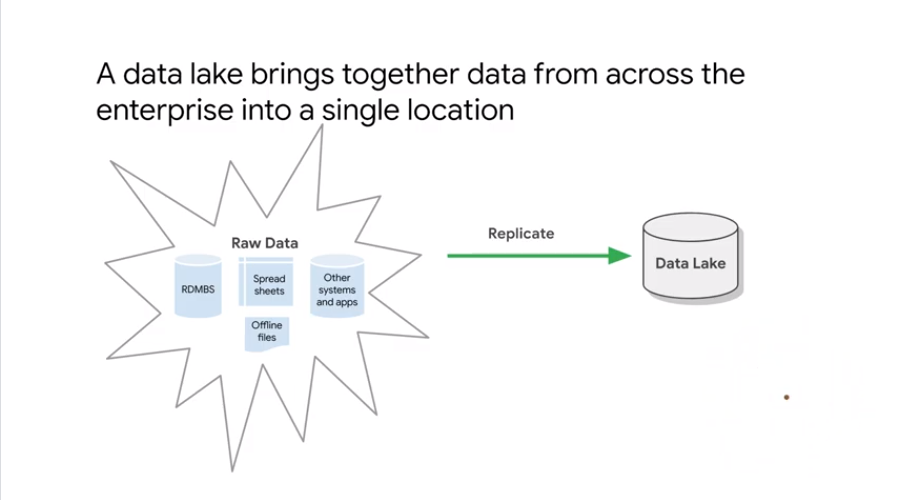 A data lake brings together data from across the
enterprise into a single location
Raw Data
RDMBS
Spread
sheets
Other
systems
and apps
Offline
files
Replicate
Data Lake